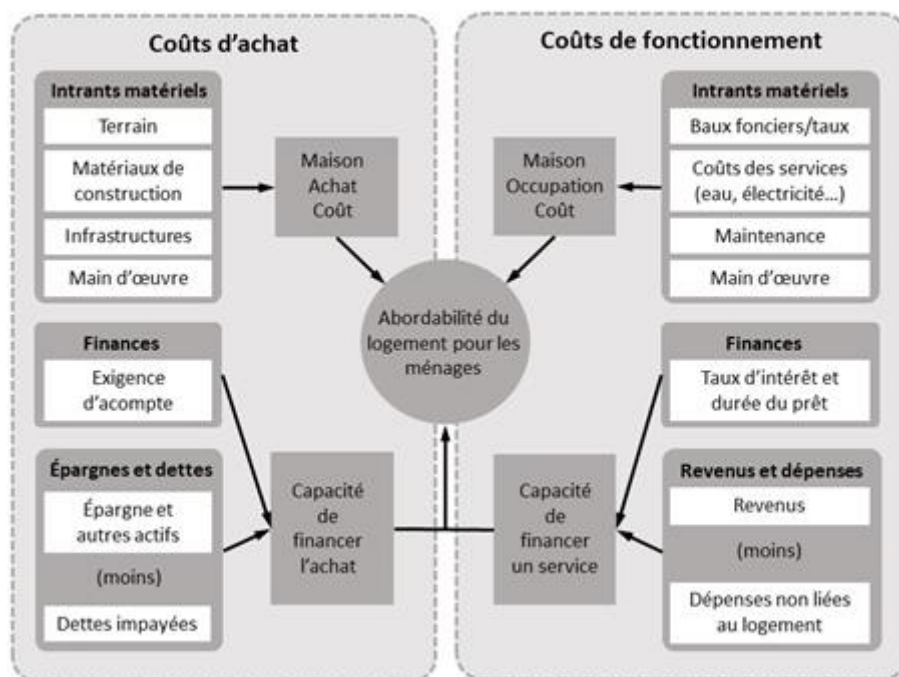 Coûts d'achat
Intrants matériels
Terrain
Matériaux de
construction
Infrastructures
Main d'œuvre
Maison
Achat
Coût
Finances
Exigence
d'acompte
Épargnes et dettes
Épargne et
autres actifs
(moins)
Dettes impayées
Capacité
de
financer
l'achat
Abordabilité du
logement pour les
ménages
Coûts de fonctionnement
Intrants matériels
Baux fonciers/taux
Coûts des services
(eau, électricité...)
Maintenance
Main d'œuvre
Maison
Occupation
Coût
Finances
Taux d'intérêt et
durée du prêt
Revenus et dépenses
Revenus
(moins)
Dépenses non liées
au logement
Capacité
de
financer
un service